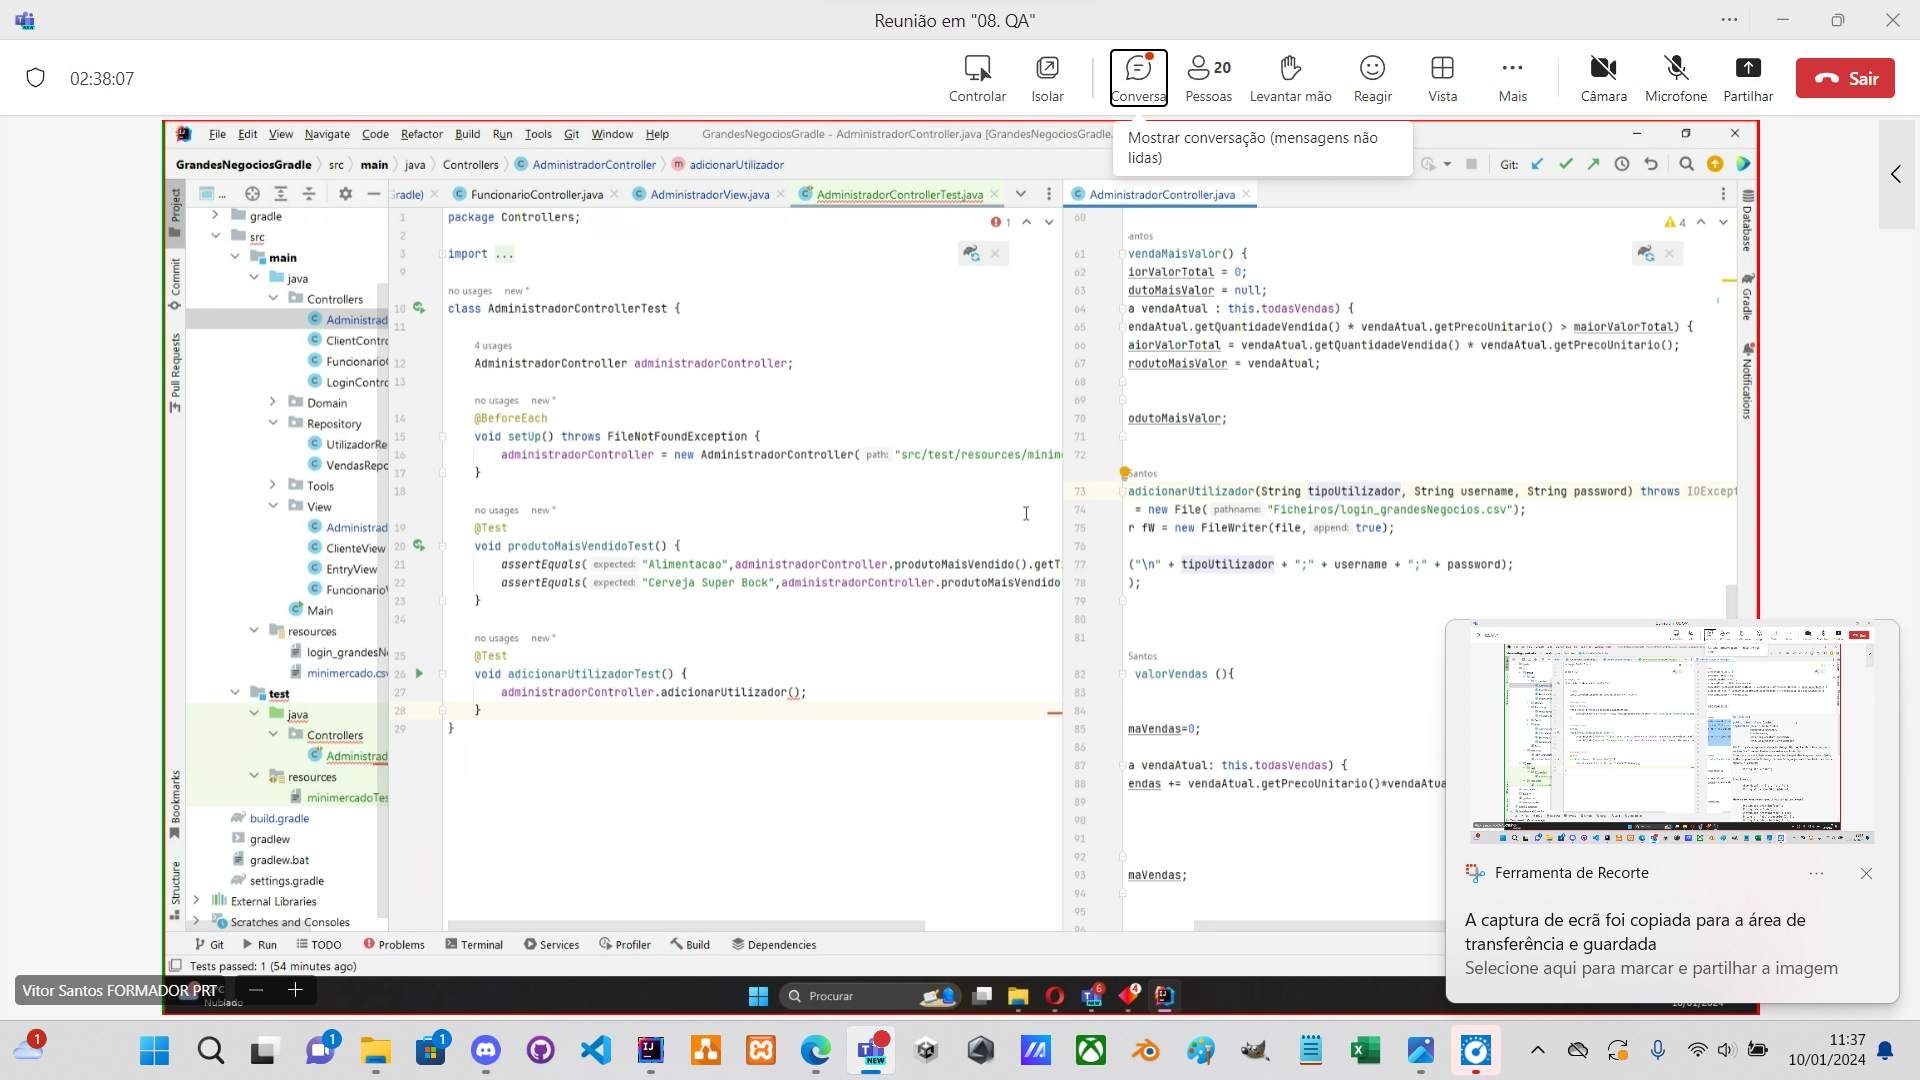 Reunião em "08. QA"
02:38:07
Controlar
Isolar
Conversa
20
Pessoas
Levantar mão
Reagir
Vista
Mais
Câmara
Microfone
Partilhar
Sair
Mostrar conversação (mensagens não
lidas)
File Edit View Navigate Code Refactor Build Run Tools Git Window Help
GrandesNegociosGradle - AdministradorController.java [GrandesNegociosGradle.
GrandesNegociosGradle src main java Controllers AdministradorController adicionarUtilizador
Git:
Project
Commit
Pull Requests
Bookmarks
Structure
Gradle) FuncionarioController.java AdministradorView.java AdministradorControllerTest.java
AdministradorController.java
Database
Gradle
Notifications
gradle
src
main
java
Controllers
Administrad
ClientContro
Funcionario
LoginContro
Domain
Repository
UtilizadorRe
VendasRepo
Tools
View
Administrad
ClienteView
EntryView
Funcionario
Main
resources
login_grandesN
minimercado.csv
test
java
Controllers
Administrad
resources
minimercadoTes
build.gradle
gradlew
gradlew.bat
settings.gradle
External Libraries
Scratches and Consoles
1 package Controllers;
2
3 import ...
9
no usages new *
10 class AdministradorControllerTest {
11
4 usages
12 AdministradorController administradorController;
13
no usages new *
14 @BeforeEach
15 void setUp() throws FileNotFoundException {
16 administradorController = new AdministradorController( path: "src/test/resources/minim
17 }
18
no usages new *
19 @Test
20 void produtoMaisVendidoTest() {
21 assertEquals( expected: "Alimentacao",administradorController.produtoMaisVendido().getT
22 assertEquals( expected: "Cerveja Super Bock",administradorController.produtoMaisVendido
23 }
24
no usages new *
25 @Test
26 void adicionarUtilizadorTest() {
27 administradorController.adicionarUtilizador();
28 }
29 }
1
4
60
Santos
61 vendaMaisValor() {
62 iorValorTotal = 0;
63 dutoMaisValor = null;
64 a vendaAtual : this.todasVendas) {
65 endaAtual.getQuantidadeVendida() * vendaAtual.getPrecoUnitario() > maiorValorTotal) {
66 aiorValorTotal = vendaAtual.getQuantidadeVendida() * vendaAtual.getPrecoUnitario();
67 rodutoMaisValor = vendaAtual;
68
69
70 odutoMaisValor;
71
72
Santos
73 adicionarUtilizador(String tipoUtilizador, String username, String password) throws IOExcept
74 = new File( pathname: "Ficheiros/login_grandesNegocios.csv");
75 r fW = new FileWriter(file, append: true);
76
77 ("\n" + tipoUtilizador + ";" + username + ";" + password);
78 );
79
80
81
Santos
82 valorVendas (){
83
84
85 maVendas=0;
86
87 a vendaAtual: this.todasVendas) {
88 endas += vendaAtual.getPrecoUnitario()*vendaAtua
89
90
91
92
93 maVendas;
94
95
Git Run TODO Problems Terminal Services Profiler Build Dependencies
Tests passed: 1 (54 minutes ago)
Vitor Santos FORMADOR PRT
Nublado
Procurar
6
4
Ferramenta de Recorte
A captura de ecrã foi copiada para a área de
transferência e guardada
Selecione aqui para marcar e partilhar a imagem
1
1
1
NEW
11:37
10/01/2024